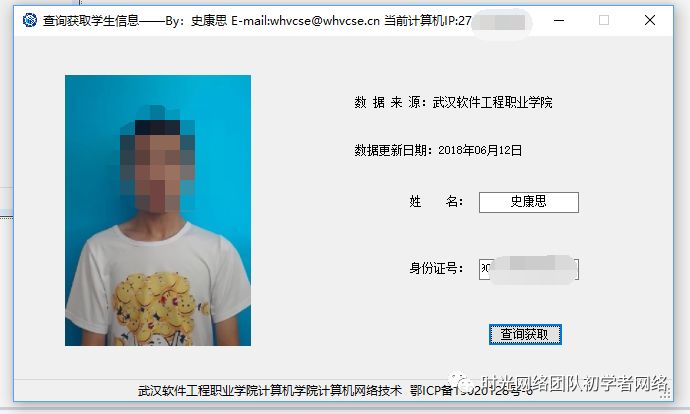 查询获取学生信息——By：史康思 E-mail:whvcse@whvcse.cn 当前计算机IP:27
数 据 来 源：武汉软件工程职业学院
数据更新日期：2018年06月12日
姓 名： 史康思
身份证号：
查询获取
武汉软件工程职业学院计算机学院计算机网络技术 鄂ICP备15020126号-6
时光网络团队初学者网络